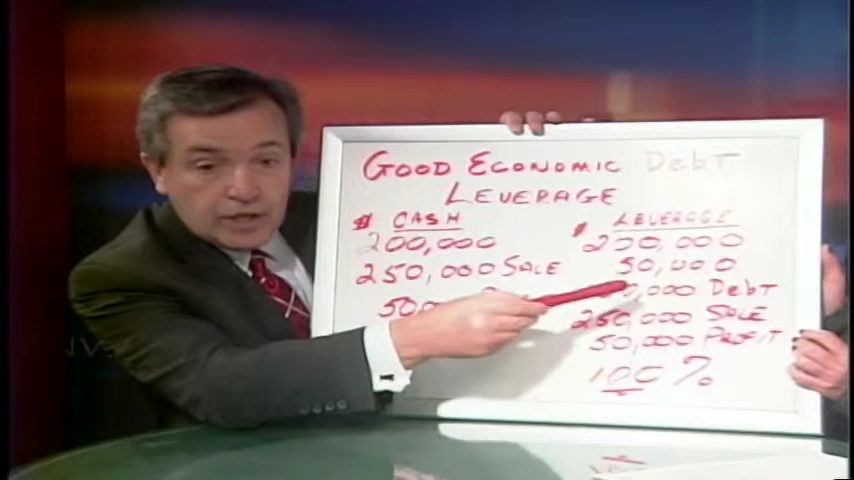 GOOD ECONOMIC DEBT
LEVERAGE
$ CASH
200,000
250,000 SALE
$ LEVERAGE
200,000
50,000
,000 DEBT
250,000 SALE
50,000 PROFIT
100 %